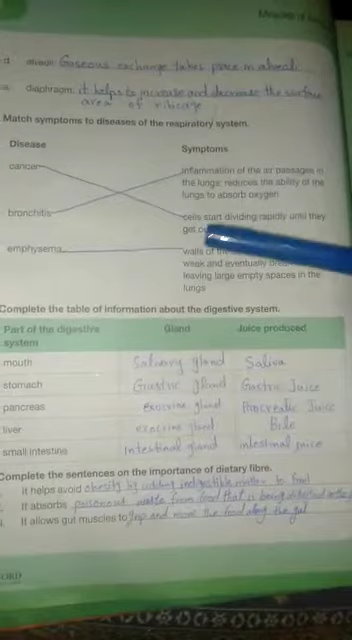 d. alveoli: Gaseous exchange takes place in alveoli
diaphragm: it helps to increase and decrease the surface
area of ribcage
Match symptoms to diseases of the respiratory system.
Disease Symptoms
cancer inflammation of the air passages in
the lungs: reduces the ability of the
lungs to absorb oxygen
bronchitis cells start dividing rapidly until they
get
emphysema walls of the
week and eventually
leaving large empty spaces in the
lungs
Complete the table of information about the digestive system.
Part of the digestive system Gland Juice produced
mouth Salivary gland Saliva
stomach Gastric gland Gastric Juice
pancreas exocrine gland Pancreatic Juice
liver exocrine gland Bile
small intestine Intestinal gland intestinal juice
Complete the sentences on the importance of dietary fibre.
It helps avoid obesity by adding indigestible matter to food
It absorbs poisonous waste from food that is being digested in the
It allows gut muscles to grip and move the food along the gut